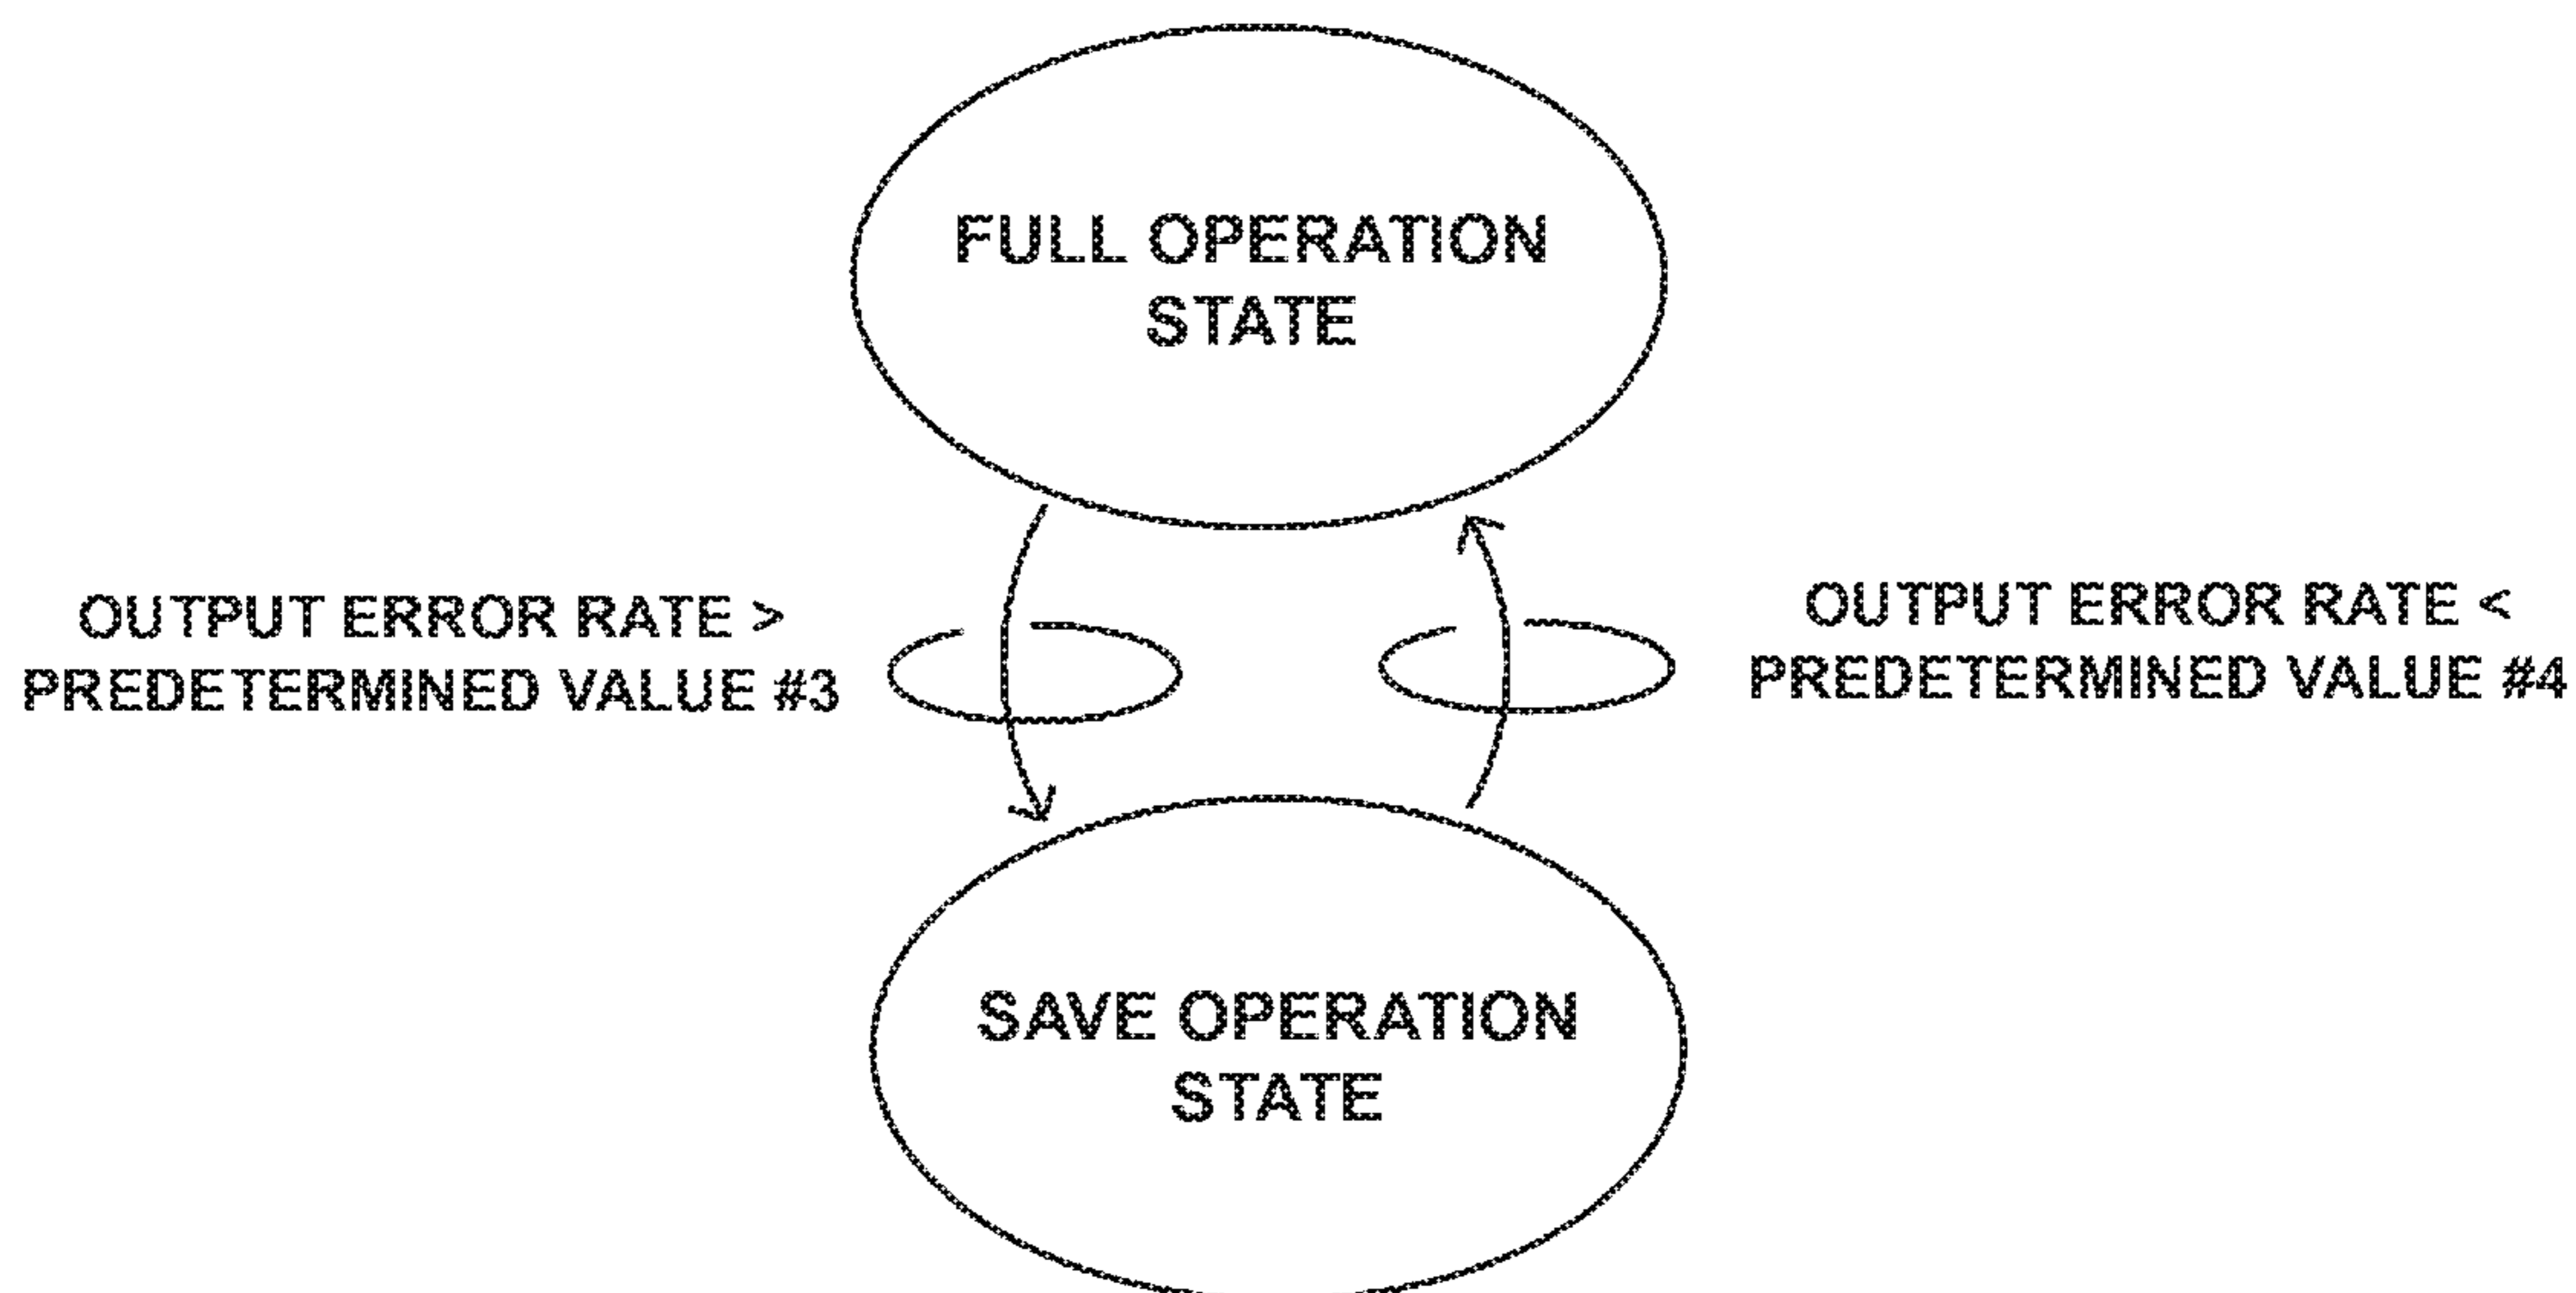 FULL OPERATION
STATE
OUTPUT ERROR RATE >
PREDETERMINED VALUE #3
OUTPUT ERROR RATE <
PREDETERMINED VALUE #4
SAVE OPERATION
STATE